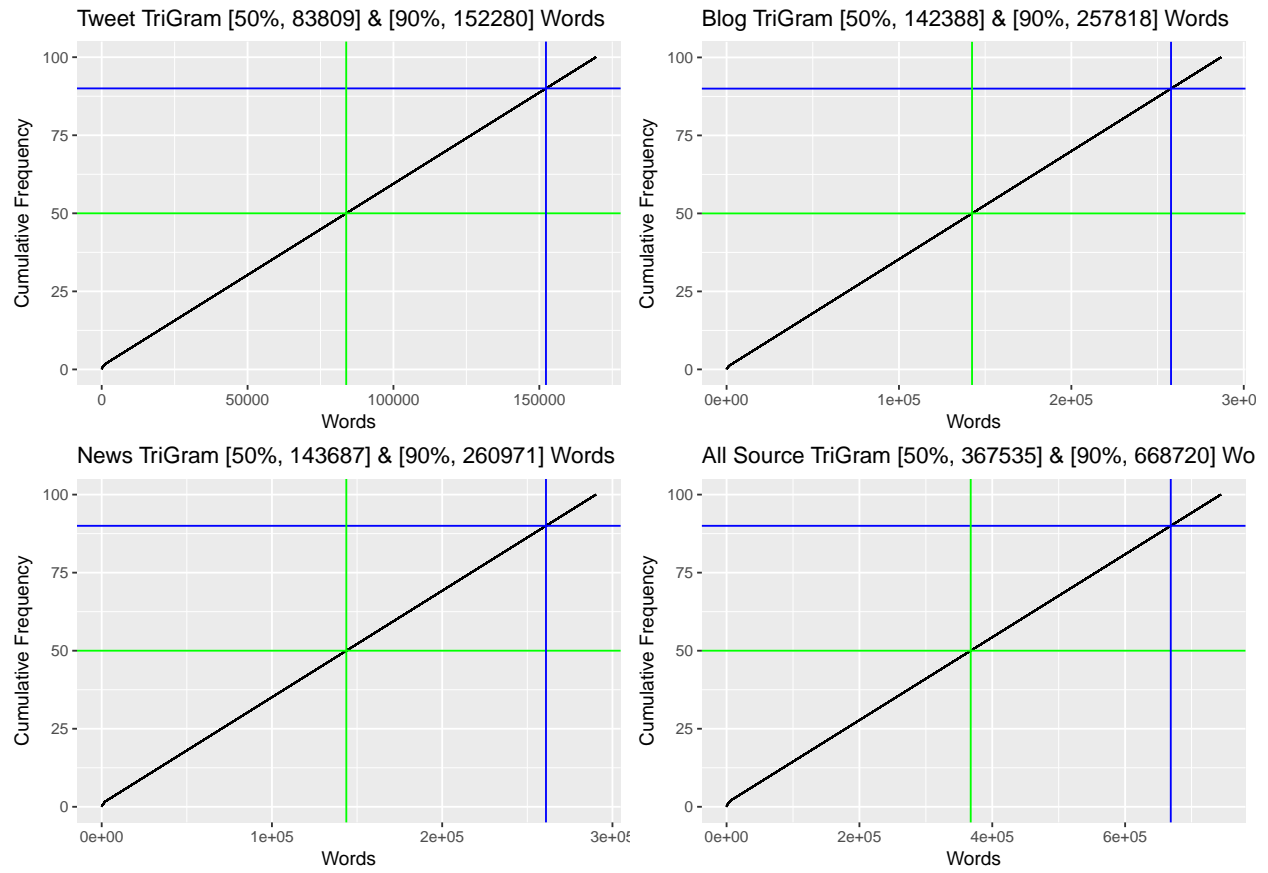 Tweet TriGram [50%, 83809] & [90%, 152280] Words
100
75
50
25
0
Cumulative Frequency
0 50000 100000 150000
Words
Blog TriGram [50%, 142388] & [90%, 257818] Words
100
75
50
25
0
Cumulative Frequency
0e+00 1e+05 2e+05 3e+0
Words
News TriGram [50%, 143687] & [90%, 260971] Words
100
75
50
25
0
Cumulative Frequency
0e+00 1e+05 2e+05 3e+0
Words
All Source TriGram [50%, 367535] & [90%, 668720] Wo
100
75
50
25
0
Cumulative Frequency
0e+00 2e+05 4e+05 6e+05
Words